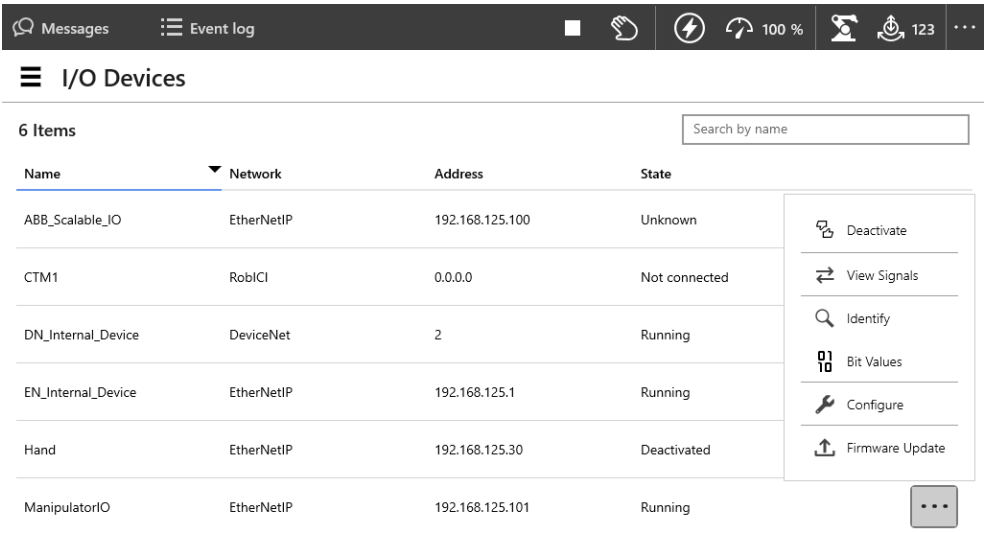 Messages Event log 100 % 123 ...
I/O Devices
6 Items Search by name
Name Network Address State
ABB_Scalable_IO EtherNetIP 192.168.125.100 Unknown
Deactivate
CTM1 RobICI 0.0.0.0 Not connected
View Signals
Identify
DN_Internal_Device DeviceNet 2 Running
Bit Values
EN_Internal_Device EtherNetIP 192.168.125.1 Running
Configure
Hand EtherNetIP 192.168.125.30 Deactivated
Firmware Update
ManipulatorIO EtherNetIP 192.168.125.101 Running ...